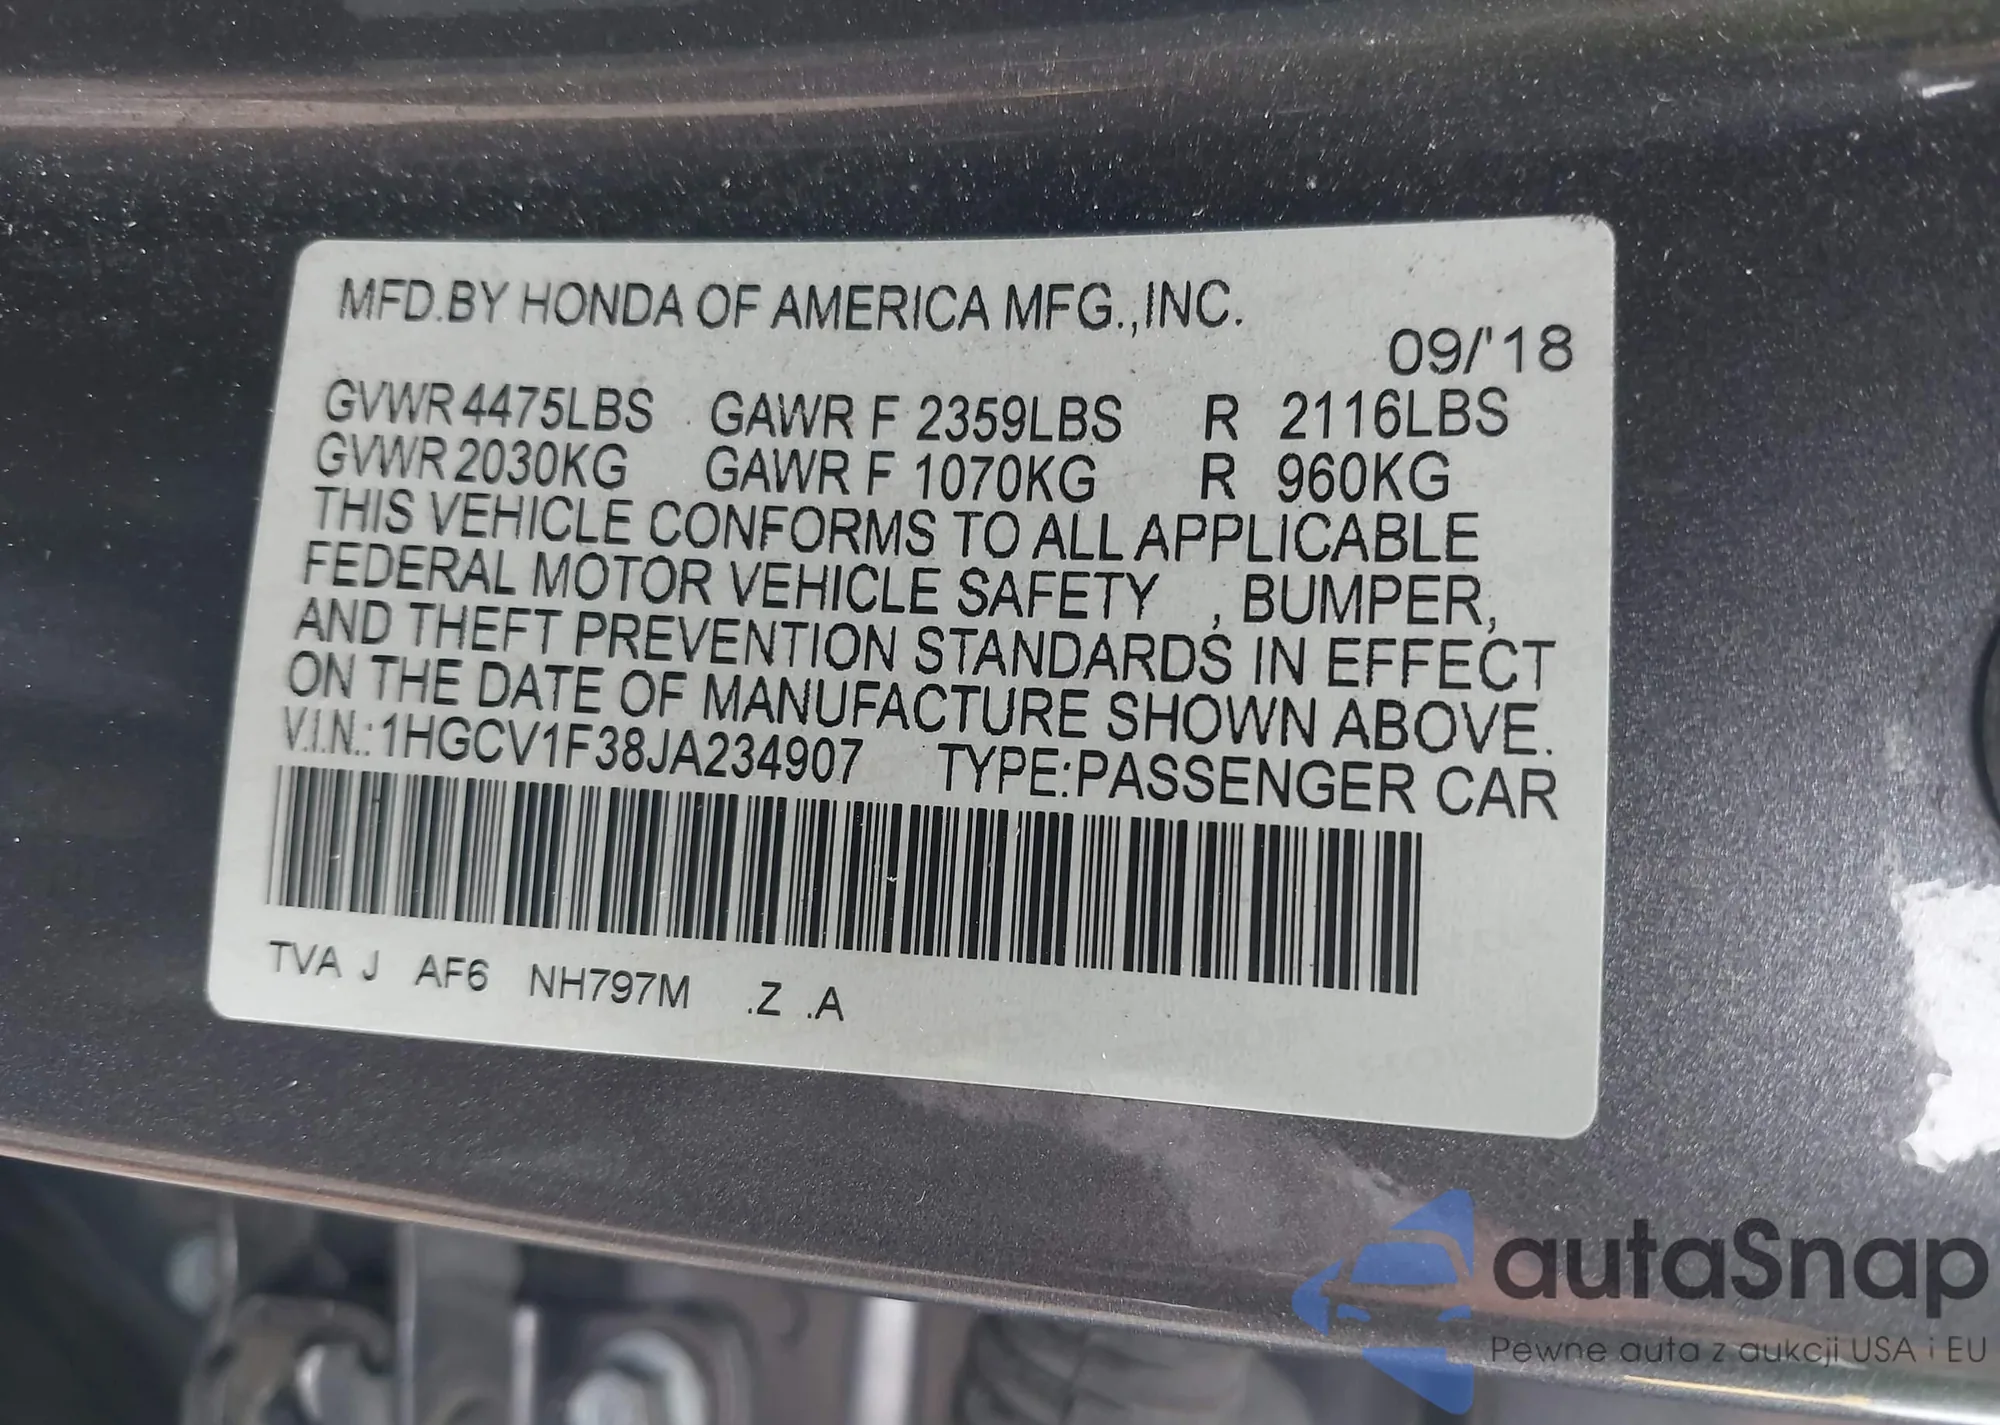 MFD.BY HONDA OF AMERICA MFG.,INC.
09/'18
GVWR 4475LBS GAWR F 2359LBS R 2116LBS
GVWR 2030KG GAWR F 1070KG R 960KG
THIS VEHICLE CONFORMS TO ALL APPLICABLE
FEDERAL MOTOR VEHICLE SAFETY , BUMPER,
AND THEFT PREVENTION STANDARDS IN EFFECT
ON THE DATE OF MANUFACTURE SHOWN ABOVE.
V.I.N.:1HGCV1F38JA234907 TYPE:PASSENGER CAR
TVA J AF6 NH797M .Z .A
autaSnap
Pewne auta z aukcji USA i EU